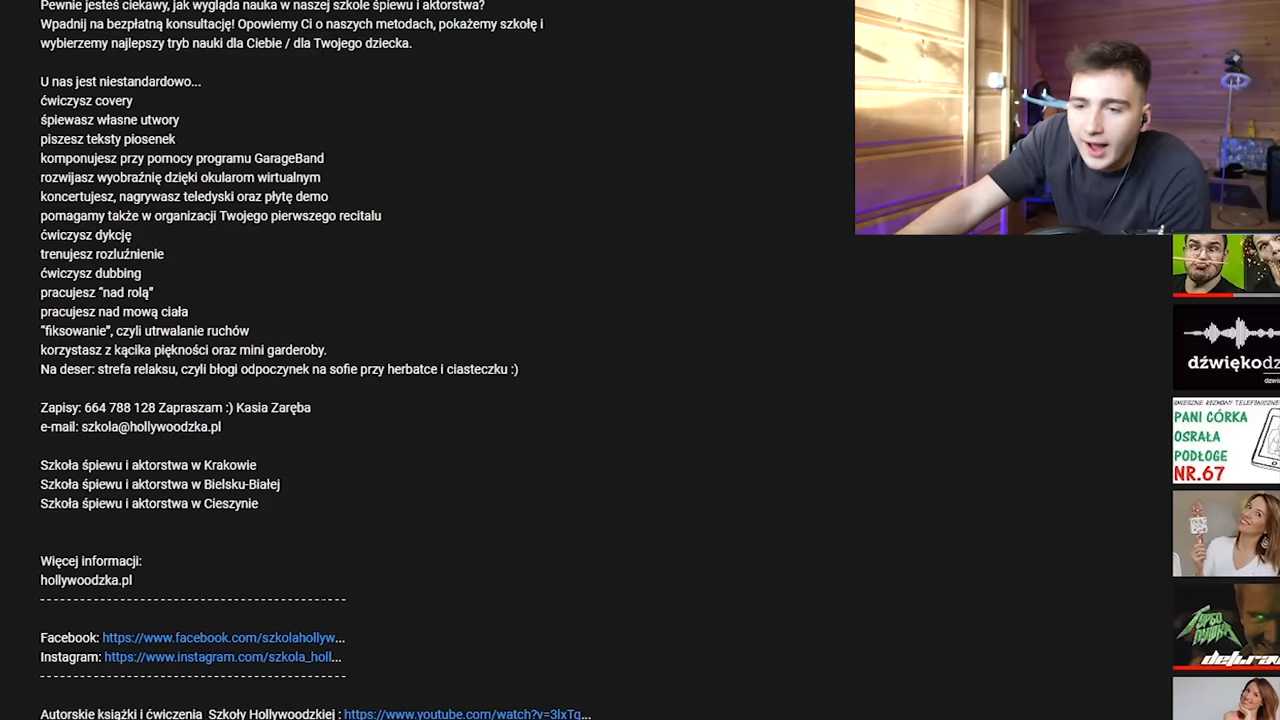 Pewnie jesteś ciekawy, jak wygląda nauka w naszej szkole śpiewu i aktorstwa?
Wpadnij na bezpłatną konsultację! Opowiemy Ci o naszych metodach, pokażemy szkołę i
wybierzemy najlepszy tryb nauki dla Ciebie / dla Twojego dziecka.
U nas jest niestandardowo...
ćwiczysz covery
śpiewasz własne utwory
piszesz teksty piosenek
komponujesz przy pomocy programu GarageBand
rozwijasz wyobraźnię dzięki okularom wirtualnym
koncertujesz, nagrywasz teledyski oraz płytę demo
pomagamy także w organizacji Twojego pierwszego recitalu
ćwiczysz dykcję
trenujesz rozluźnienie
ćwiczysz dubbing
pracujesz “nad rolą”
pracujesz nad mową ciała
“fiksowanie”, czyli utrwalanie ruchów
korzystasz z kącika piękności oraz mini garderoby.
Na deser: strefa relaksu, czyli błogi odpoczynek na sofie przy herbatce i ciasteczku :)
Zapisy: 664 788 128 Zapraszam :) Kasia Zaręba
e-mail: szkola@hollywoodzka.pl
Szkoła śpiewu i aktorstwa w Krakowie
Szkoła śpiewu i aktorstwa w Bielsku-Białej
Szkoła śpiewu i aktorstwa w Cieszynie
Więcej informacji:
hollywoodzka.pl
Facebook: https://www.facebook.com/szkolahollyw...
Instagram: https://www.instagram.com/szkola_holl...
Autorskie książki i ćwiczenia Szkoły Hollywoodzkiej : https://www.youtube.com/watch?v=3lxTq...
dźwiękodz
ŚMIESZNE ROZMOWY TELEFONICZNE
PANI CÓRKA
OSRAŁA
PODŁOGE
NR.67